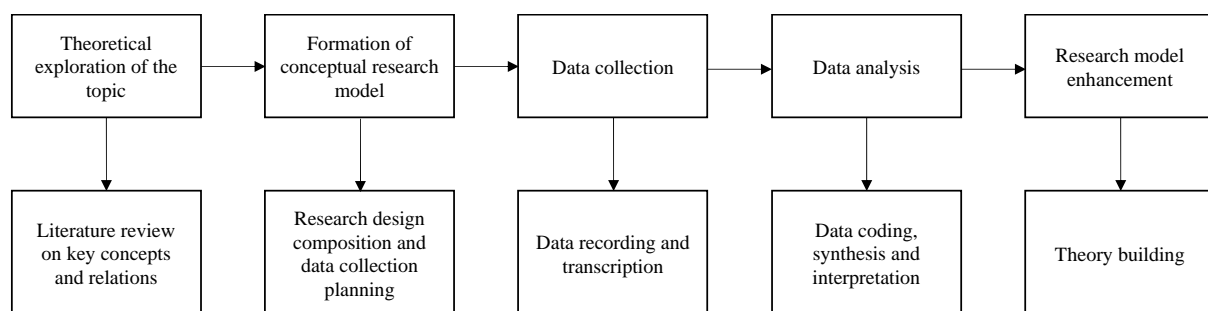 Theoretical
exploration of the
topic
Formation of
conceptual research
model
Data collection
Data analysis
Research model
enhancement
Literature review
on key concepts
and relations
Research design
composition and
data collection
planning
Data recording and
transcription
Data coding,
synthesis and
interpretation
Theory building